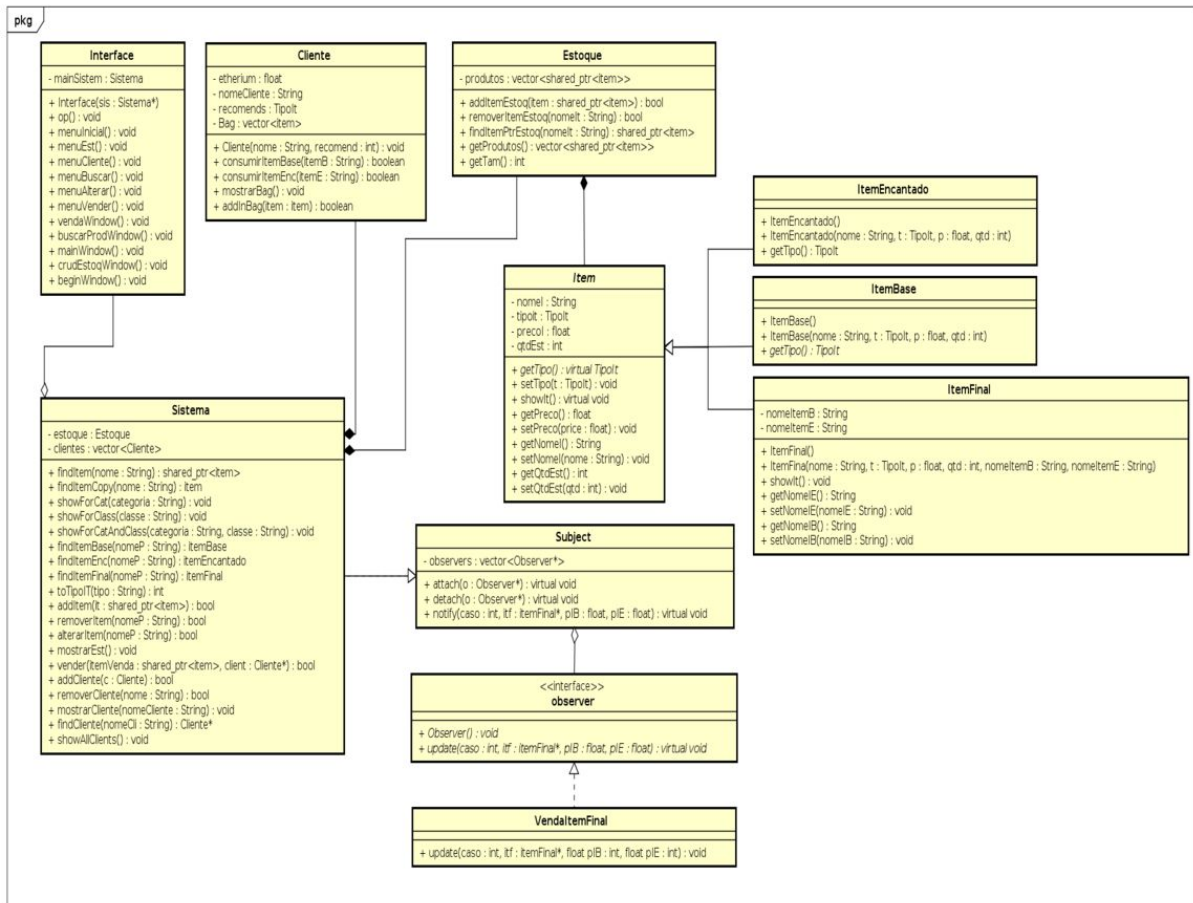 pkg
Interface
- mainSistem : Sistema
+ Interface(sis : Sistema*)
+ op() : void
+ menuInicial() : void
+ menuEst() : void
+ menuCliente() : void
+ menuBuscar() : void
+ menuAlterar() : void
+ menuVender() : void
+ vendaWindow() : void
+ buscarProdWindow() : void
+ mainWindow() : void
+ crudEstoqWindow() : void
+ beginWindow() : void
Cliente
- etherium : float
- nomeCliente : String
- recomends : TipoIt
- Bag : vector<item>
+ Cliente(nome : String, recomend : int) : void
+ consumirItemBase(itemB : String) : boolean
+ consumirItemEnc(itemE : String) : boolean
+ mostrarBag() : void
+ addInBag(item : item) : boolean
Estoque
- produtos : vector<shared_ptr<item>>
+ addItemEstoq(item : shared_ptr<item>) : bool
+ removerItemEstoq(nomeIt : String) : bool
+ findItemPtrEstoq(nomeIt : String) : shared_ptr<item>
+ getProdutos() : vector<shared_ptr<item>>
+ getTam() : int
ItemEncantado
+ ItemEncantado()
+ ItemEncantado(nome : String, t : TipoIt, p : float, qtd : int)
+ getTipo() : TipoIt
Item
- nomeI : String
- tipoIt : TipoIt
- precoI : float
- qtdEst : int
+ getTipo() : virtual TipoIt
+ setTipo(t : TipoIt) : void
+ showIt() : virtual void
+ getPreco() : float
+ setPreco(price : float) : void
+ getNomeI() : String
+ setNomeI(nome : String) : void
+ getQtdEst() : int
+ setQtdEst(qtd : int) : void
ItemBase
+ ItemBase()
+ ItemBase(nome : String, t : TipoIt, p : float, qtd : int)
+ getTipo() : TipoIt
ItemFinal
- nomeItemB : String
- nomeItemE : String
+ ItemFinal()
+ ItemFina(nome : String, t : TipoIt, p : float, qtd : int, nomeItemB : String, nomeItemE : String)
+ showIt() : void
+ getNomeIE() : String
+ setNomeIE(nomeIE : String) : void
+ getNomeIB() : String
+ setNomeIB(nomeIB : String) : void
Sistema
- estoque : Estoque
- clientes : vector<Cliente>
+ findItem(nome : String) : shared_ptr<item>
+ findItemCopy(nome : String) : item
+ showForCat(categoria : String) : void
+ showForClass(classe : String) : void
+ showForCatAndClass(categoria : String, classe : String) : void
+ findItemBase(nomeP : String) : itemBase
+ findItemEnc(nomeP : String) : itemEncantado
+ findItemFinal(nomeP : String) : itemFinal
+ toTipoIT(tipo : String) : int
+ addItem(it : shared_ptr<item>) : bool
+ removerItem(nomeP : String) : bool
+ alterarItem(nomeP : String) : bool
+ mostrarEst() : void
+ vender(itemVenda : shared_ptr<item>, client : Cliente*) : bool
+ addCliente(c : Cliente) : bool
+ removerCliente(nome : String) : bool
+ mostrarCliente(nomeCliente : String) : void
+ findCliente(nomeCli : String) : Cliente*
+ showAllClients() : void
Subject
- observers : vector<Observer*>
+ attach(o : Observer*) : virtual void
+ detach(o : Observer*) : virtual void
+ notify(caso : int, itf : itemFinal*, pIB : float, pIE : float) : virtual void
<<interface>>
observer
+ Observer() : void
+ update(caso : int, itf : itemFinal*, pIB : float, pIE : float) : virtual void
VendaItemFinal
+ update(caso : int, itf : itemFinal*, float pIB : int, float pIE : int) : void